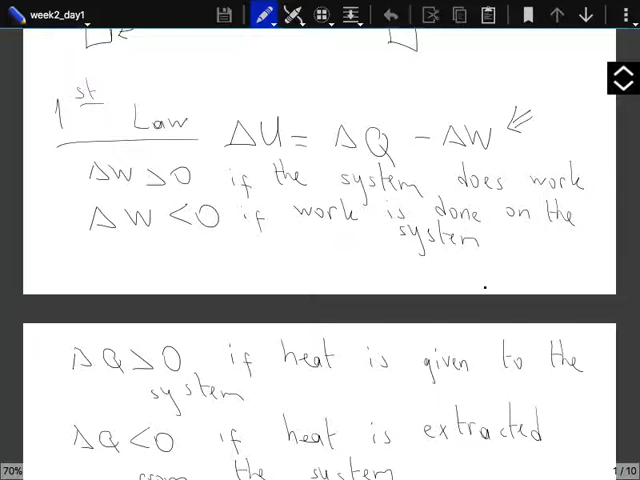 week2_day1
1st Law ΔU = ΔQ - ΔW
ΔW > 0 if the system does work
ΔW < 0 if work is done on the
system
ΔQ > 0 if heat is given to the
system
ΔQ < 0 if heat is extracted
from the system
70%
1 / 10